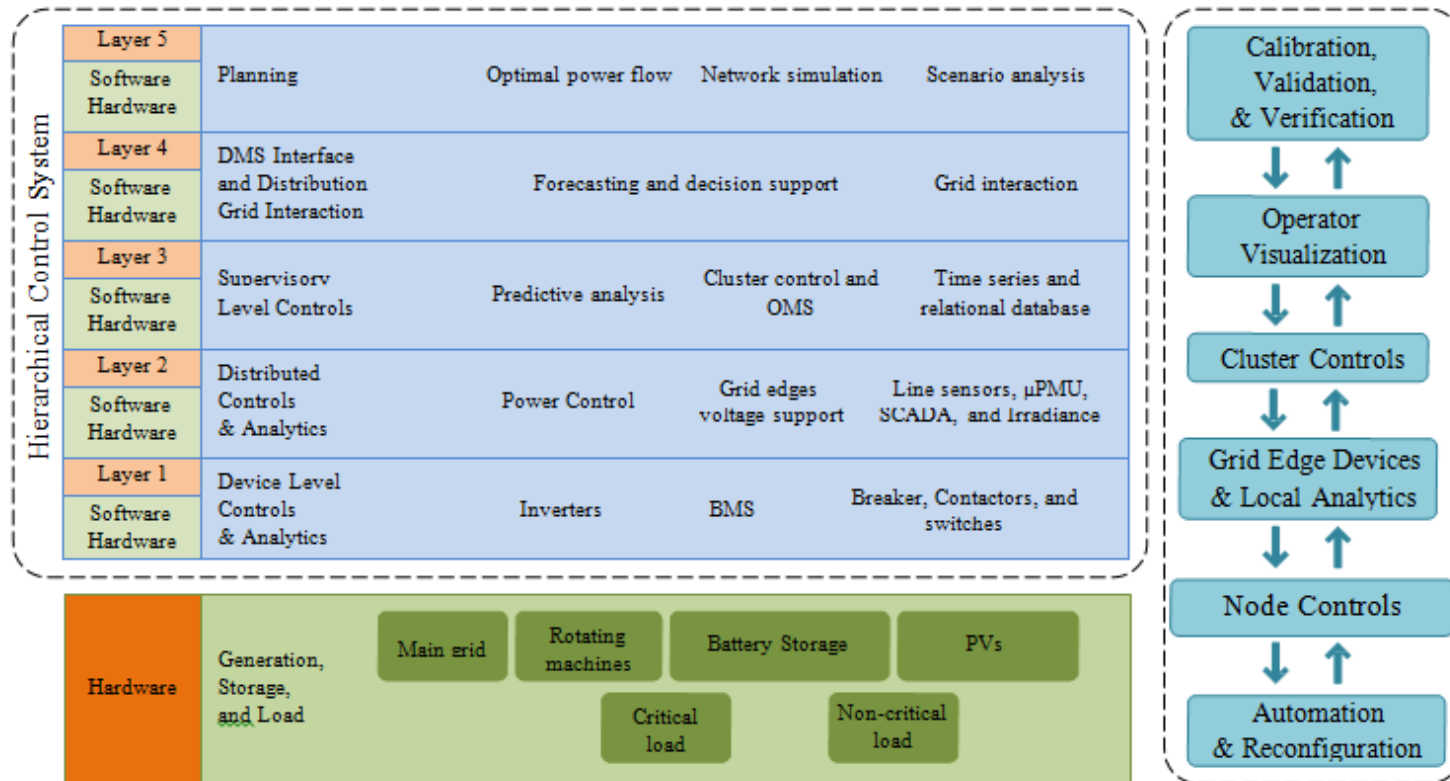 Hierarchical Control System
Layer 5
Software
Hardware
Planning
Optimal power flow
Network simulation
Scenario analysis
Layer 4
Software
Hardware
DMS Interface
and Distribution
Grid Interaction
Forecasting and decision support
Grid interaction
Layer 3
Software
Hardware
Supervisory
Level Controls
Predictive analysis
Cluster control and
OMS
Time series and
relational database
Layer 2
Software
Hardware
Distributed
Controls
& Analytics
Power Control
Grid edges
voltage support
Line sensors, µPMU,
SCADA, and Irradiance
Layer 1
Software
Hardware
Device Level
Controls
& Analytics
Inverters
BMS
Breaker, Contactors, and
switches
Hardware
Generation,
Storage,
and Load
Main grid
Rotating
machines
Battery Storage
PVs
Critical
load
Non-critical
load
Calibration,
Validation,
& Verification
Operator
Visualization
Cluster Controls
Grid Edge Devices
& Local Analytics
Node Controls
Automation
& Reconfiguration